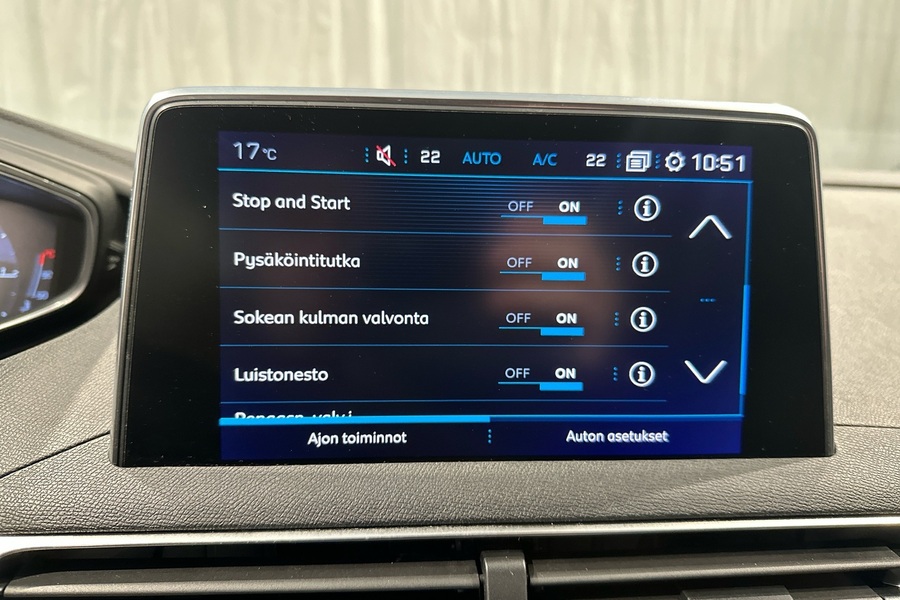 17°C 22 AUTO A/C 22 10:51
Stop and Start OFF ON
Pysäköintitutka OFF ON
Sokean kulman valvonta OFF ON
Luistonesto OFF ON
Ajon toiminnot Auton asetukset